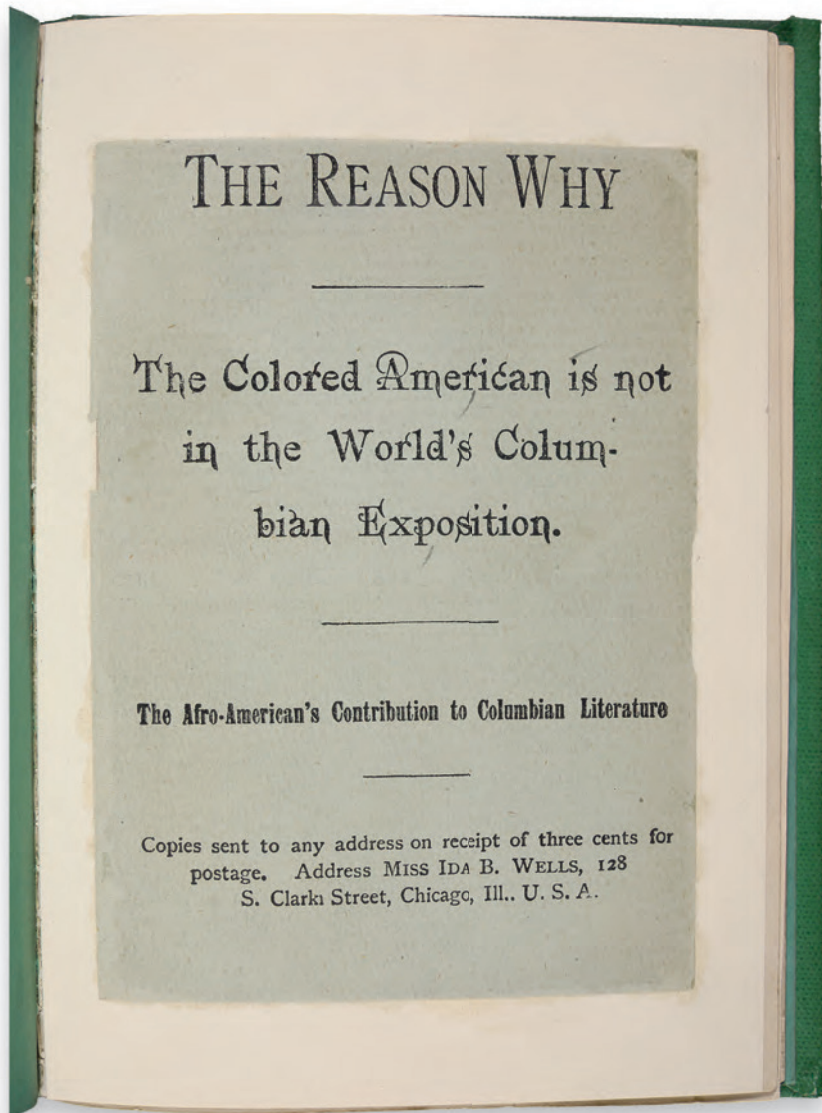 THE REASON WHY
The Colored American is not
in the World's Colum-
bian Exposition.
The Afro-American's Contribution to Columbian Literature
Copies sent to any address on receipt of three cents for
postage. Address MISS IDA B. WELLS, 128
S. Clark Street, Chicago, Ill.. U. S. A.